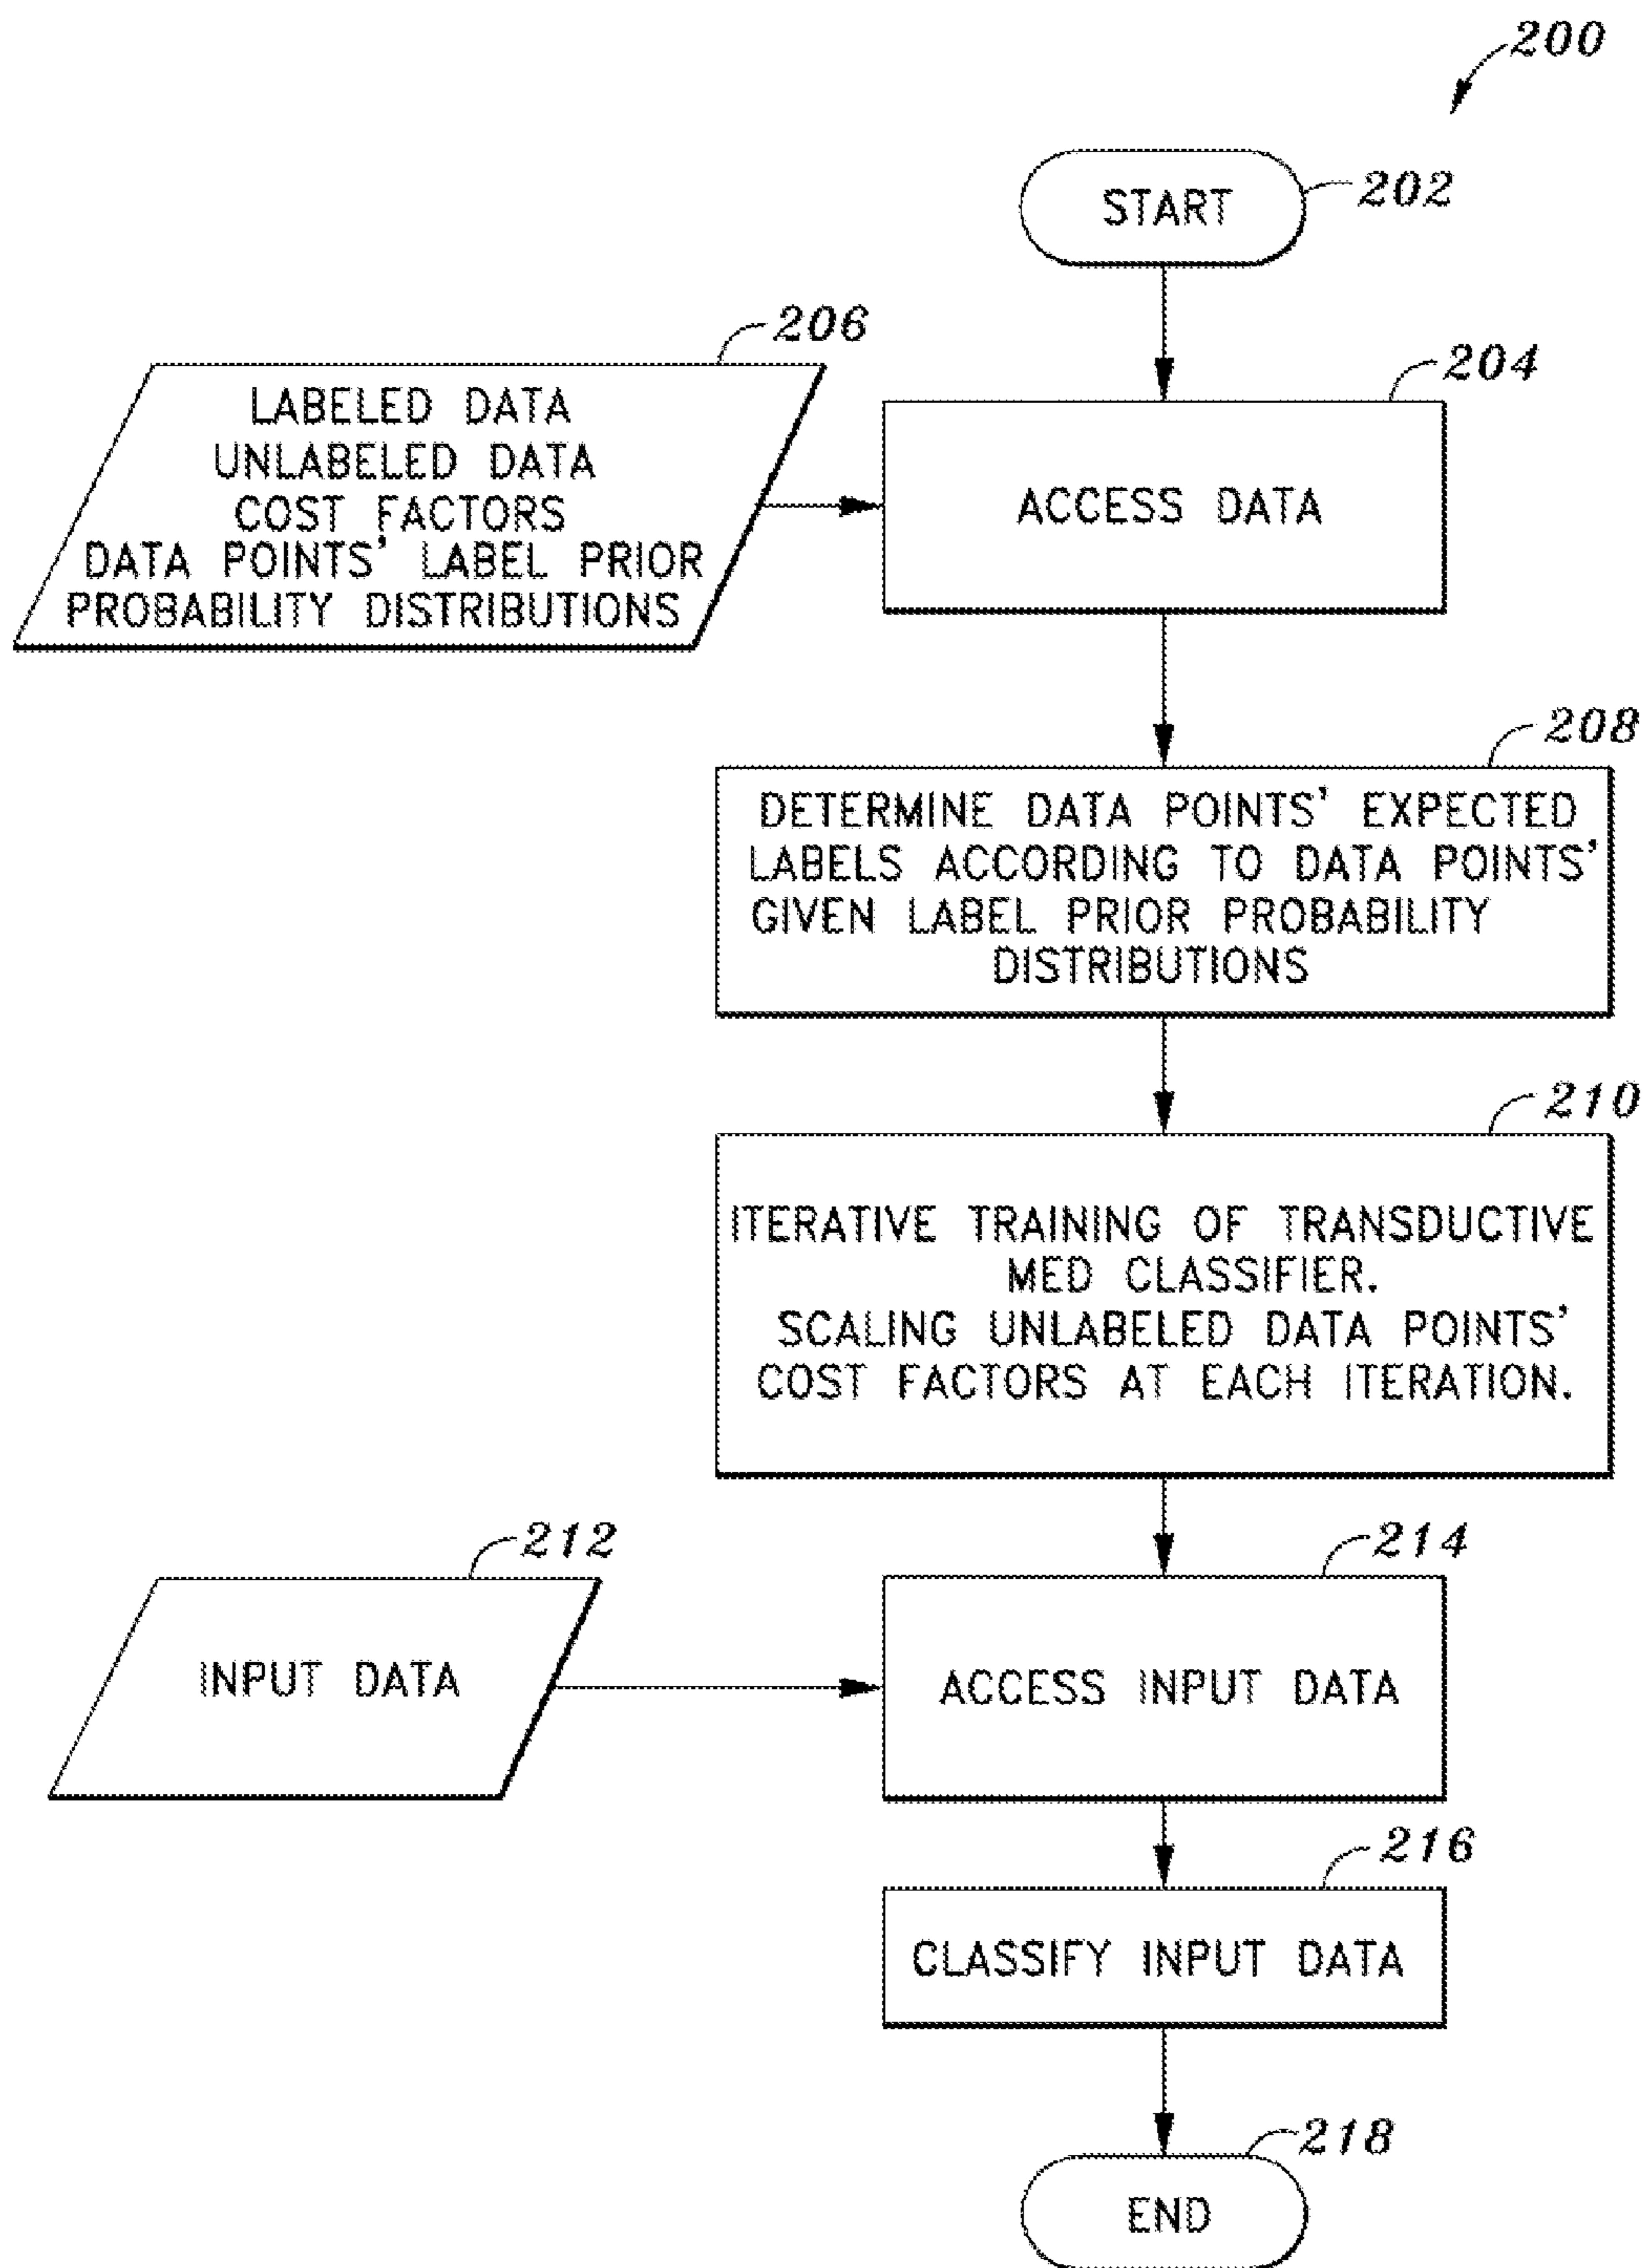 200
START
202
206
LABELED DATA
UNLABELED DATA
COST FACTORS
DATA POINTS' LABEL PRIOR
PROBABILITY DISTRIBUTIONS
204
ACCESS DATA
208
DETERMINE DATA POINTS' EXPECTED
LABELS ACCORDING TO DATA POINTS'
GIVEN LABEL PRIOR PROBABILITY
DISTRIBUTIONS
210
ITERATIVE TRAINING OF TRANSDUCTIVE
MED CLASSIFIER.
SCALING UNLABELED DATA POINTS'
COST FACTORS AT EACH ITERATION.
212
INPUT DATA
214
ACCESS INPUT DATA
216
CLASSIFY INPUT DATA
218
END